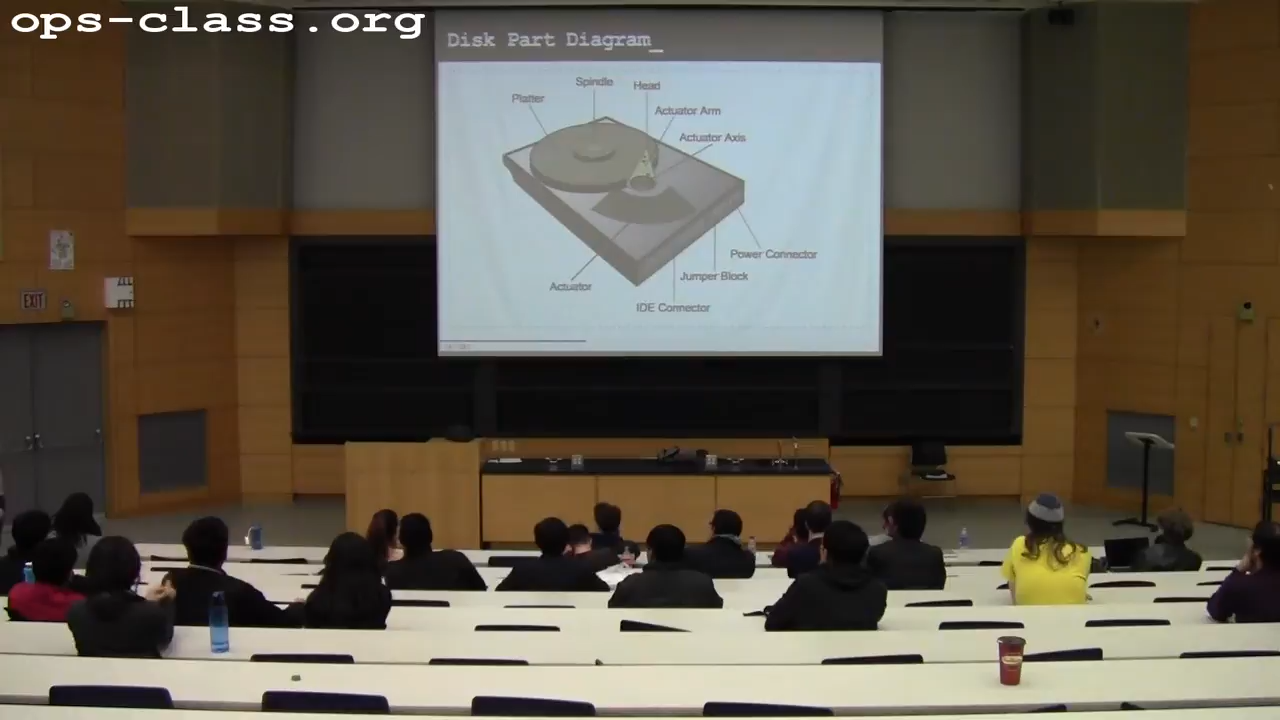 ops-class.org
Disk Part Diagram_
Spindle
Head
Platter
Actuator Arm
Actuator Axis
Power Connector
Jumper Block
Actuator
IDE Connector
EXIT